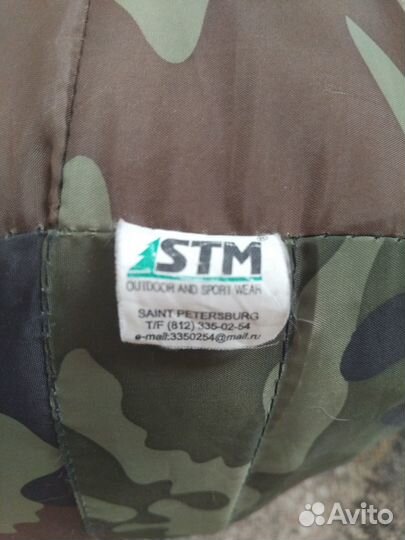 STM®
OUTDOOR AND SPORT WEAR
SAINT PETERSBURG
T/F (812) 335-02-54
e-mail:3350254@mail.ru
Avito